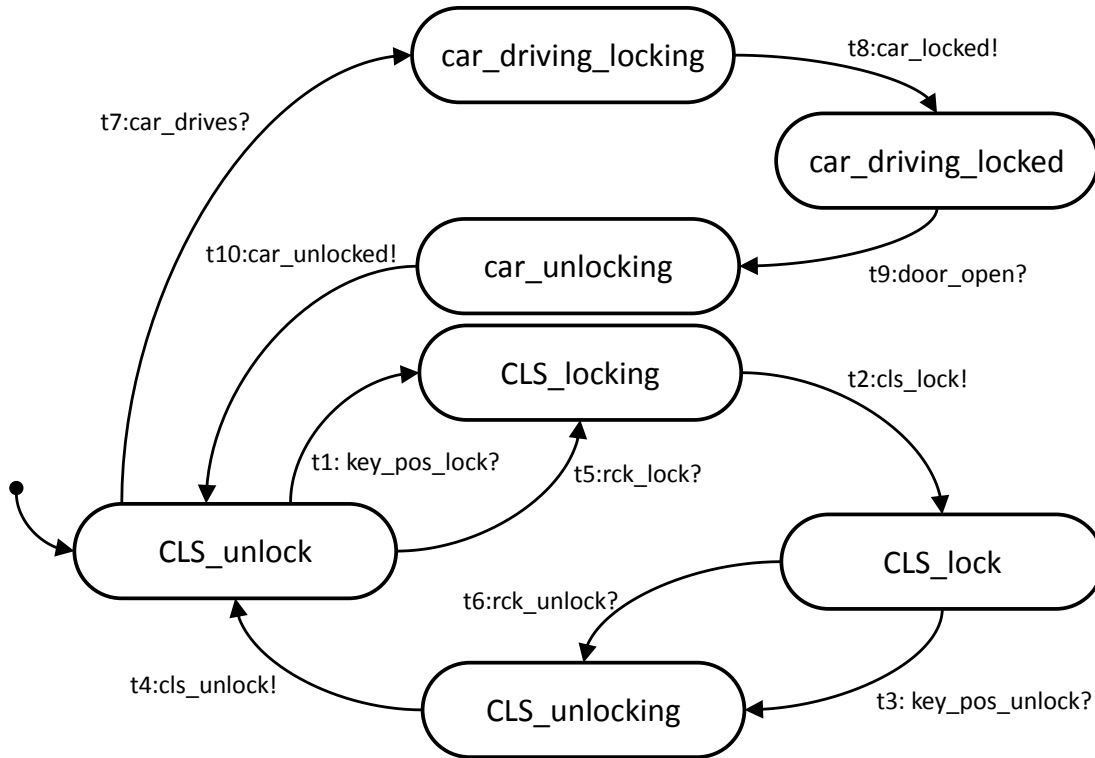 car_driving_locking
t8:car_locked!
t7:car_drives?
car_driving_locked
t10:car_unlocked!
car_unlocking
t9:door_open?
CLS_locking
t2:cls_lock!
t1: key_pos_lock?
t5:rck_lock?
CLS_unlock
CLS_lock
t6:rck_unlock?
t4:cls_unlock!
CLS_unlocking
t3: key_pos_unlock?